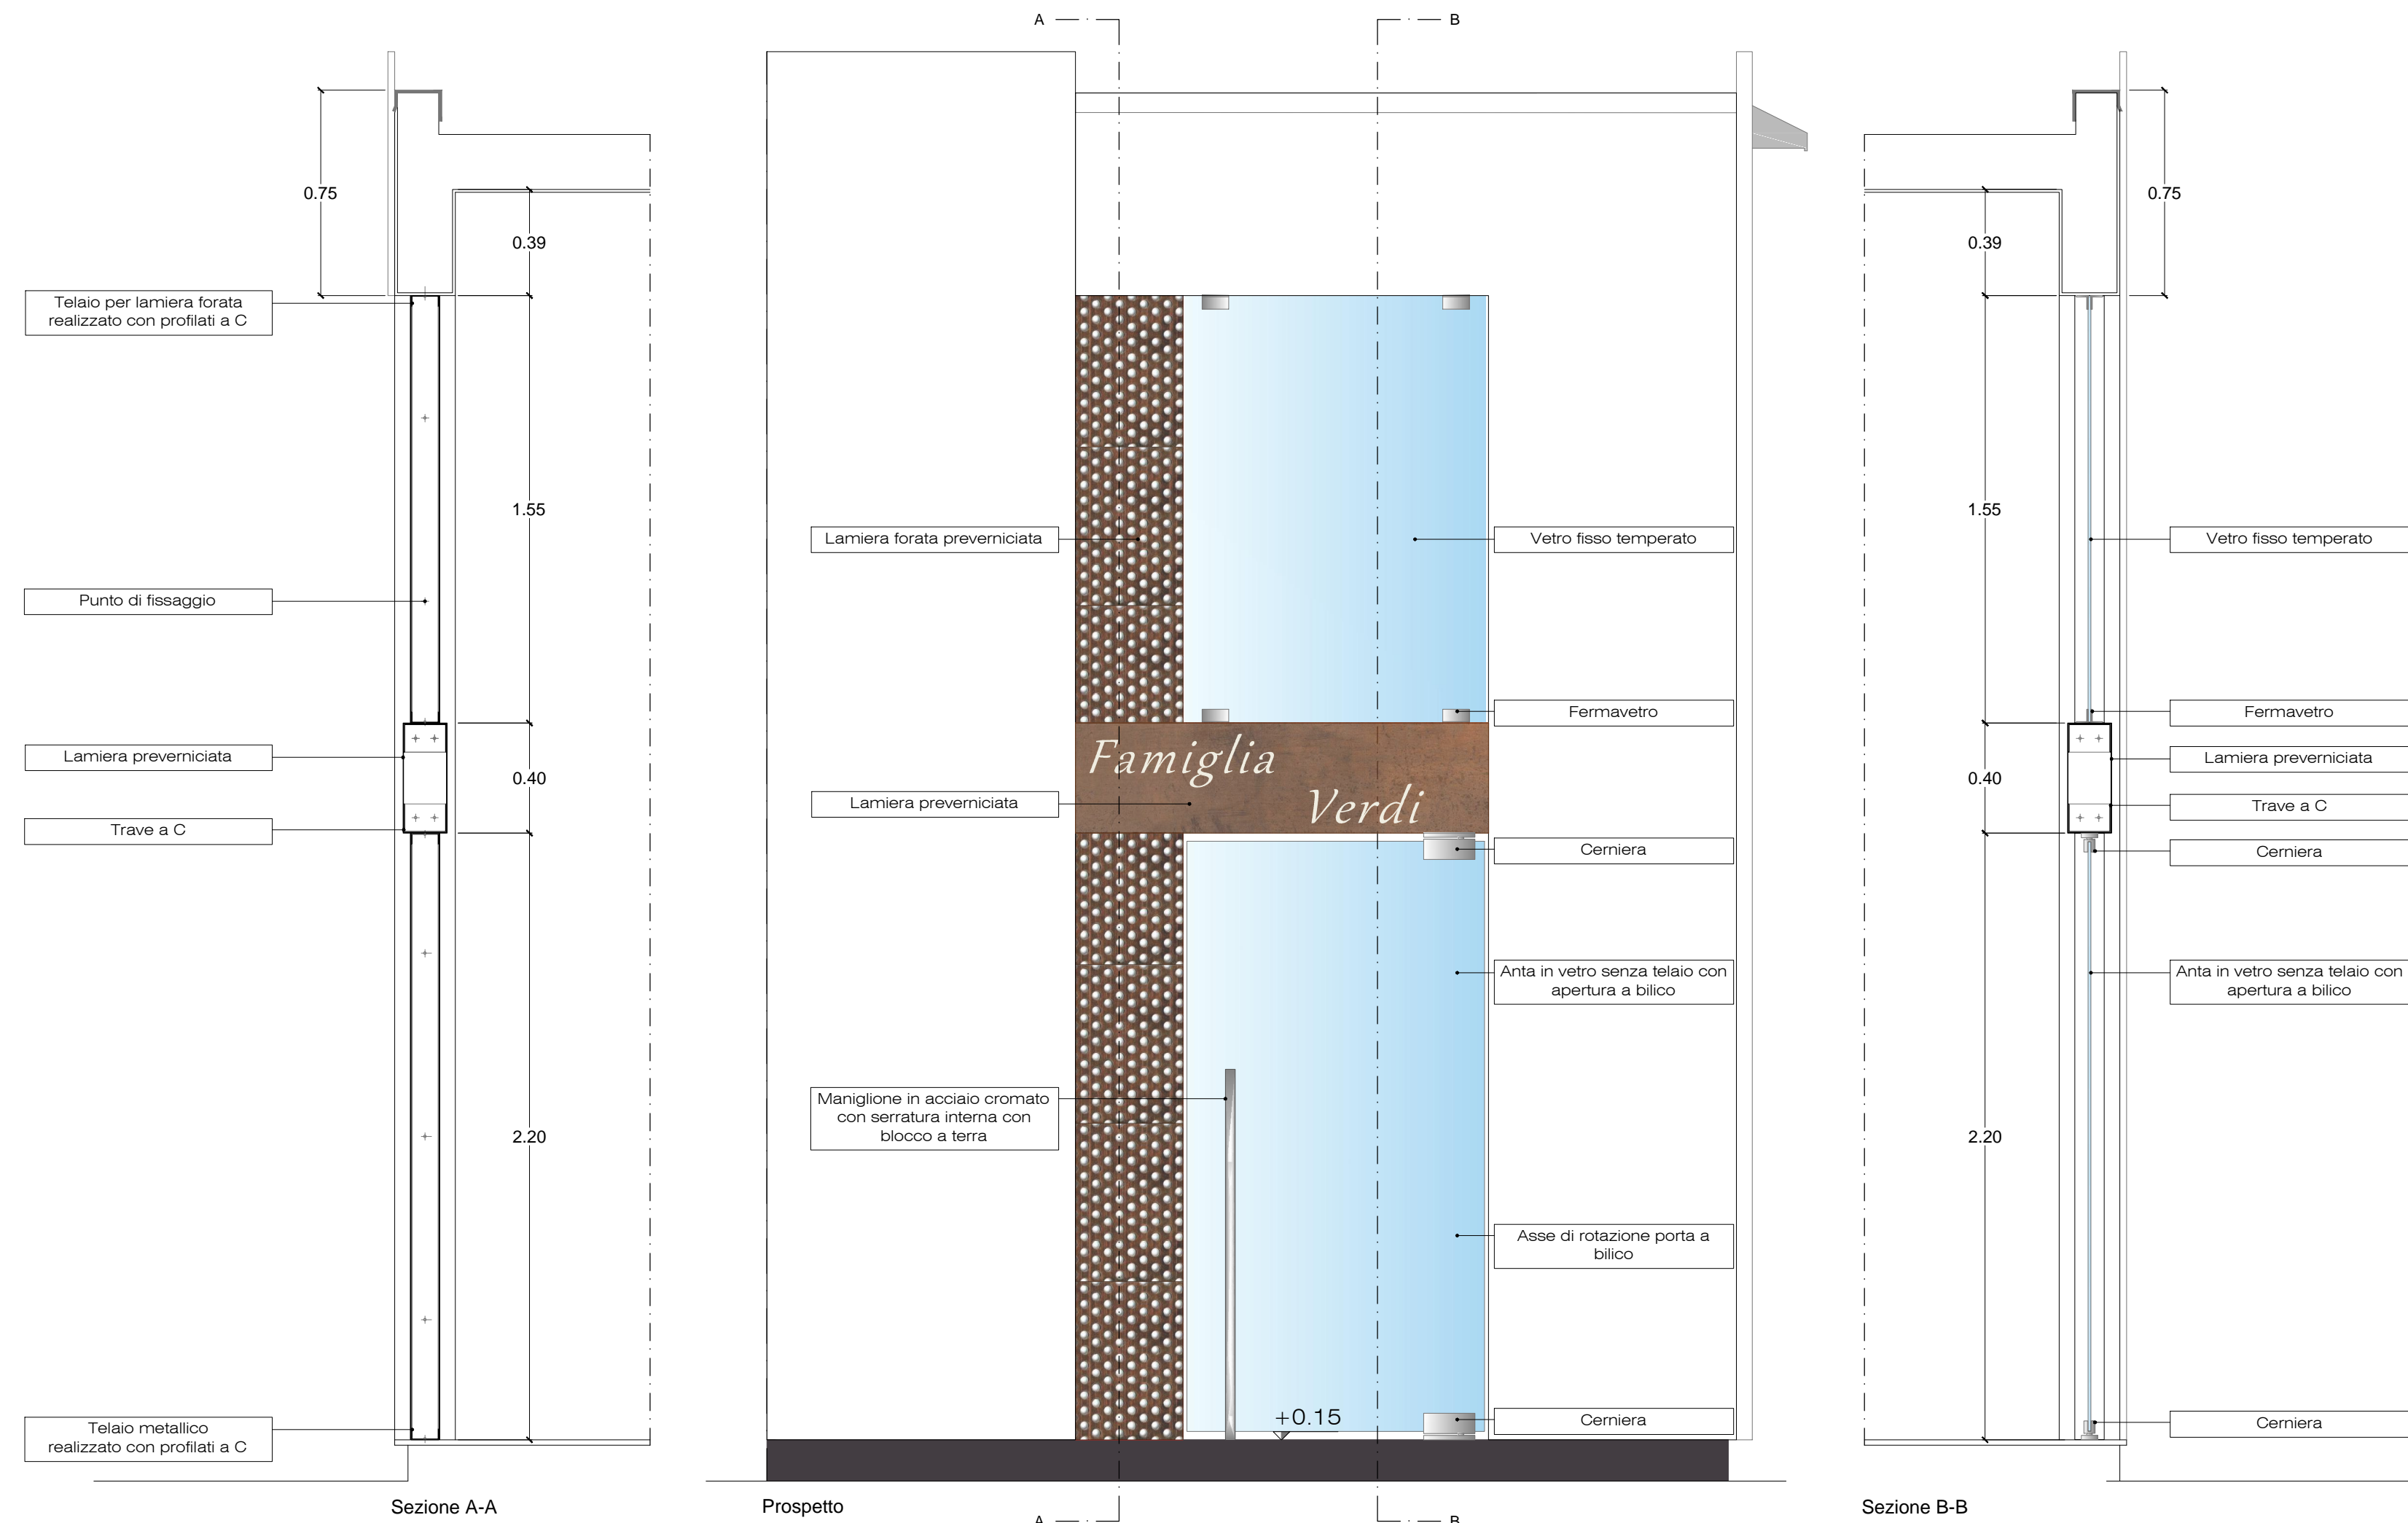 A
B
0.75
0.39
Telaio per lamiera forata
realizzato con profilati a C
1.55
Punto di fissaggio
Lamiera preverniciata
0.40
Trave a C
2.20
Telaio metallico
realizzato con profilati a C
Sezione A-A
Lamiera forata preverniciata
Vetro fisso temperato
Fermavetro
Famiglia
Verdi
Lamiera preverniciata
Cerniera
Anta in vetro senza telaio con
apertura a bilico
Maniglione in acciaio cromato
con serratura interna con
blocco a terra
Asse di rotazione porta a
bilico
+0.15
Cerniera
Prospetto
A
B
0.75
0.39
1.55
Vetro fisso temperato
Fermavetro
Lamiera preverniciata
0.40
Trave a C
Cerniera
Anta in vetro senza telaio con
apertura a bilico
2.20
Cerniera
Sezione B-B